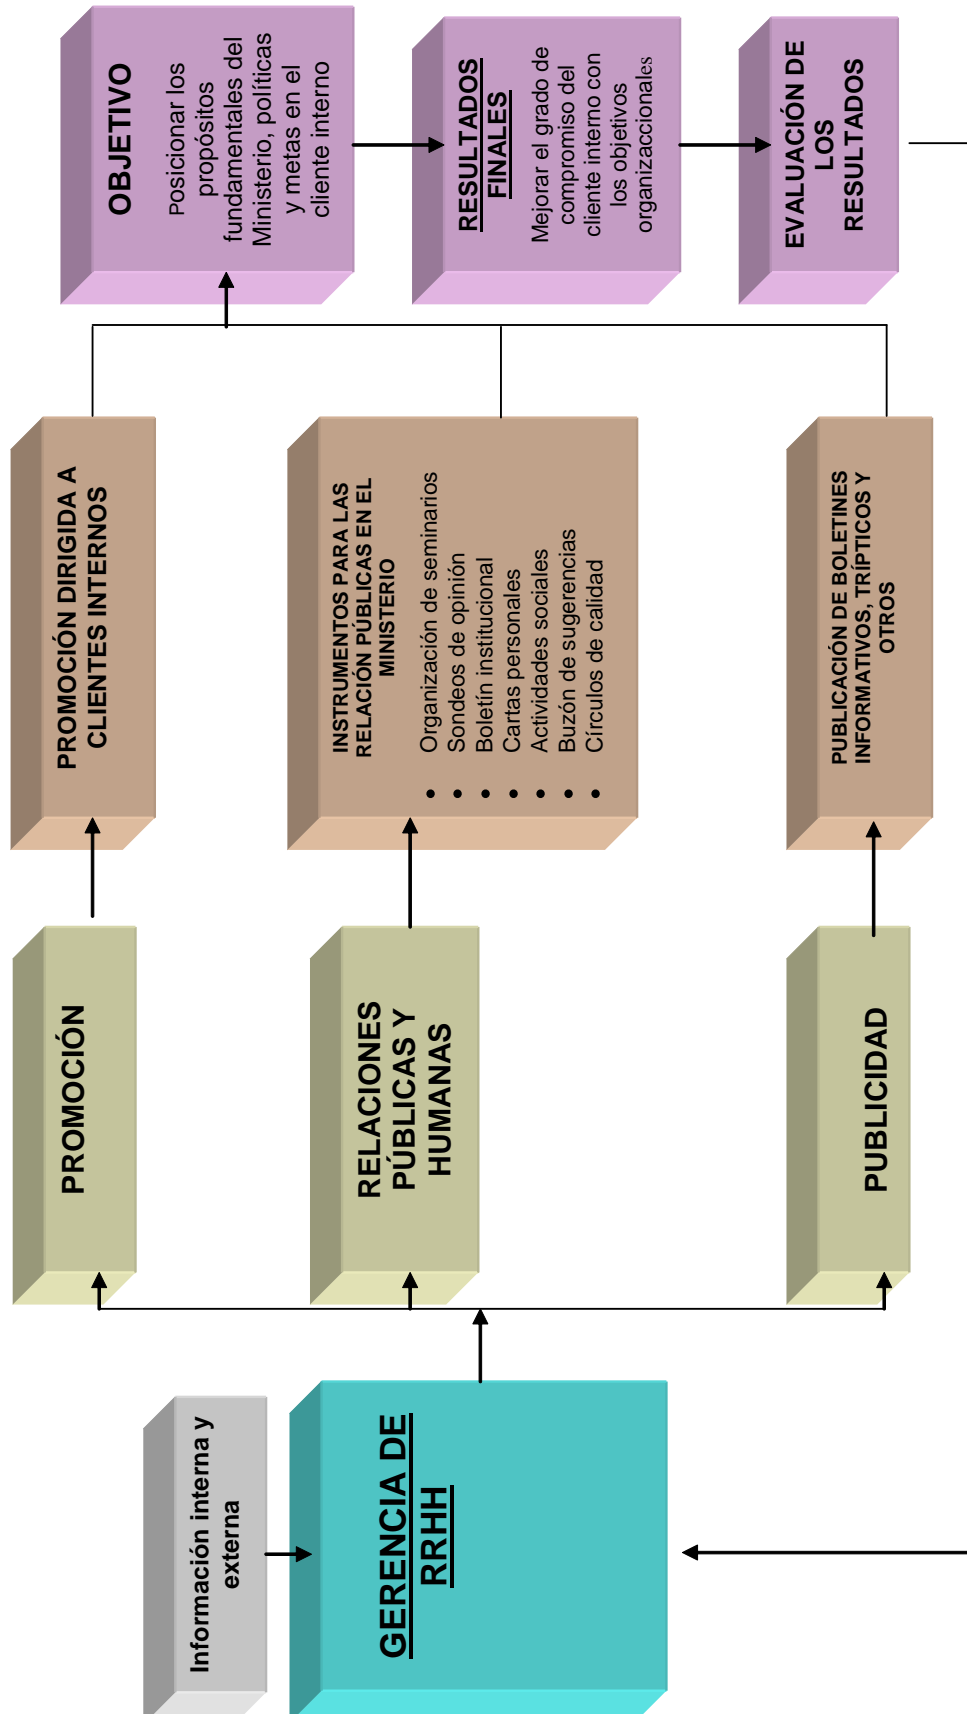 Información interna y
externa
GERENCIA DE
RRHH
PROMOCIÓN
RELACIONES
PÚBLICAS Y
HUMANAS
PUBLICIDAD
PROMOCIÓN DIRIGIDA A
CLIENTES INTERNOS
INSTRUMENTOS PARA LAS
RELACIÓN PÚBLICAS EN EL
MINISTERIO
• Organización de seminarios
• Sondeos de opinión
• Boletín institucional
• Cartas personales
• Actividades sociales
• Buzón de sugerencias
• Círculos de calidad
PUBLICACIÓN DE BOLETINES
INFORMATIVOS, TRÍPTICOS Y
OTROS
OBJETIVO
Posicionar los
propósitos
fundamentales del
Ministerio, políticas
y metas en el
cliente interno
RESULTADOS
FINALES
Mejorar el grado de
compromiso del
cliente interno con
los objetivos
organizaccionales
EVALUACIÓN DE
LOS
RESULTADOS